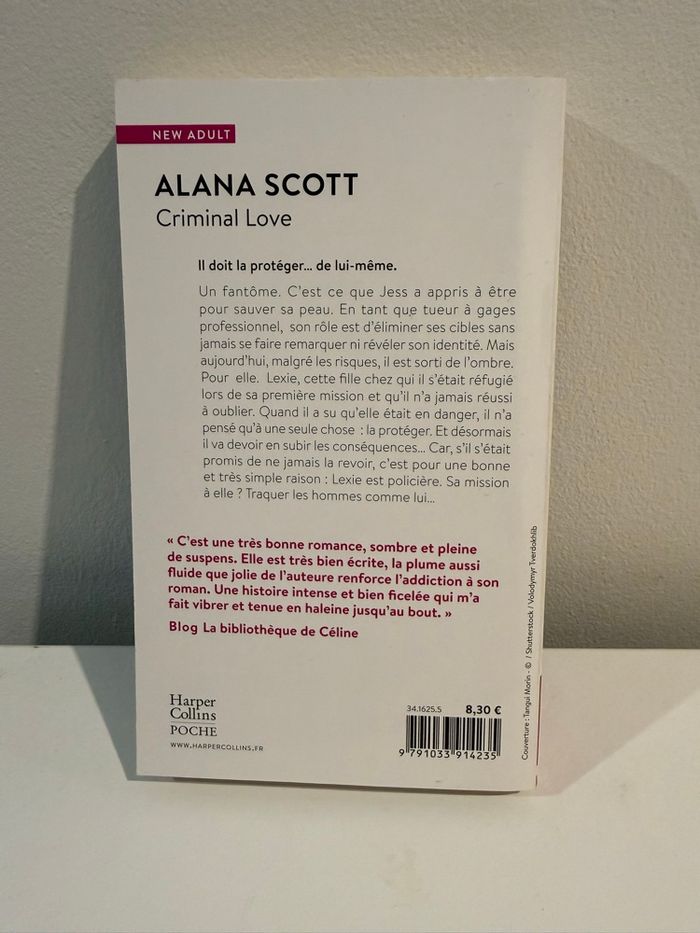 NEW ADULT
ALANA SCOTT
Criminal Love
Il doit la protéger... de lui-même.
Un fantôme. C'est ce que Jess a appris à être
pour sauver sa peau. En tant que tueur à gages
professionnel, son rôle est d'éliminer ses cibles sans
jamais se faire remarquer ni révéler son identité. Mais
aujourd'hui, malgré les risques, il est sorti de l'ombre.
Pour elle. Lexie, cette fille chez qui il s'était réfugié
lors de sa première mission et qu'il n'a jamais réussi
à oublier. Quand il a su qu'elle était en danger, il n'a
pensé qu'à une seule chose : la protéger. Et désormais
il va devoir en subir les conséquences... Car, s'il s'était
promis de ne jamais la revoir, c'est pour une bonne
et très simple raison : Lexie est policière. Sa mission
à elle ? Traquer les hommes comme lui...
« C'est une très bonne romance, sombre et pleine
de suspens. Elle est très bien écrite, la plume aussi
fluide que jolie de l'auteure renforce l'addiction à son
roman. Une histoire intense et bien ficelée qui m'a
fait vibrer et tenue en haleine jusqu'au bout. »
Blog La bibliothèque de Céline
Harper
Collins
POCHE
WWW.HARPERCOLLINS.FR
34.1625.5 8,30 €
9 791033 914235
Couverture : Tangui Morin - © / Shutterstock / Volodymyr Tverdokhlib